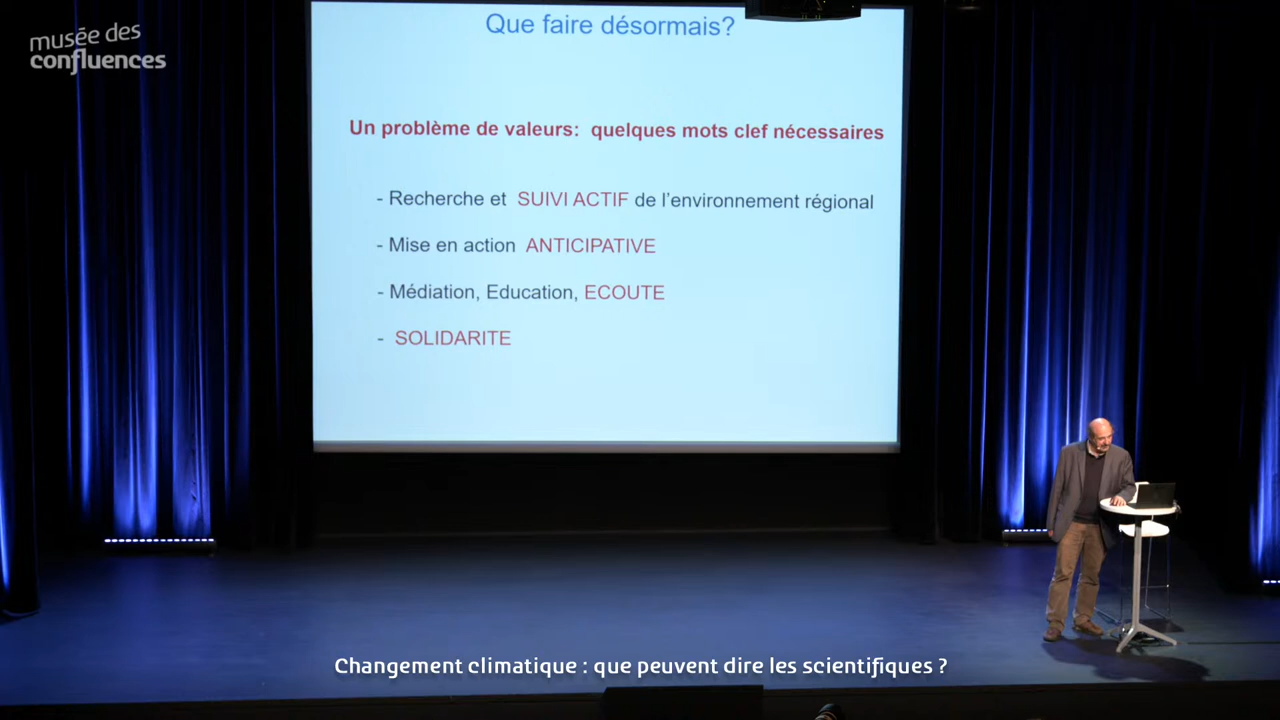 musée des
confluences
Que faire désormais?
Un problème de valeurs: quelques mots clef nécessaires
- Recherche et SUIVI ACTIF de l'environnement régional
- Mise en action ANTICIPATIVE
- Médiation, Education, ECOUTE
- SOLIDARITE
Changement climatique : que peuvent dire les scientifiques ?